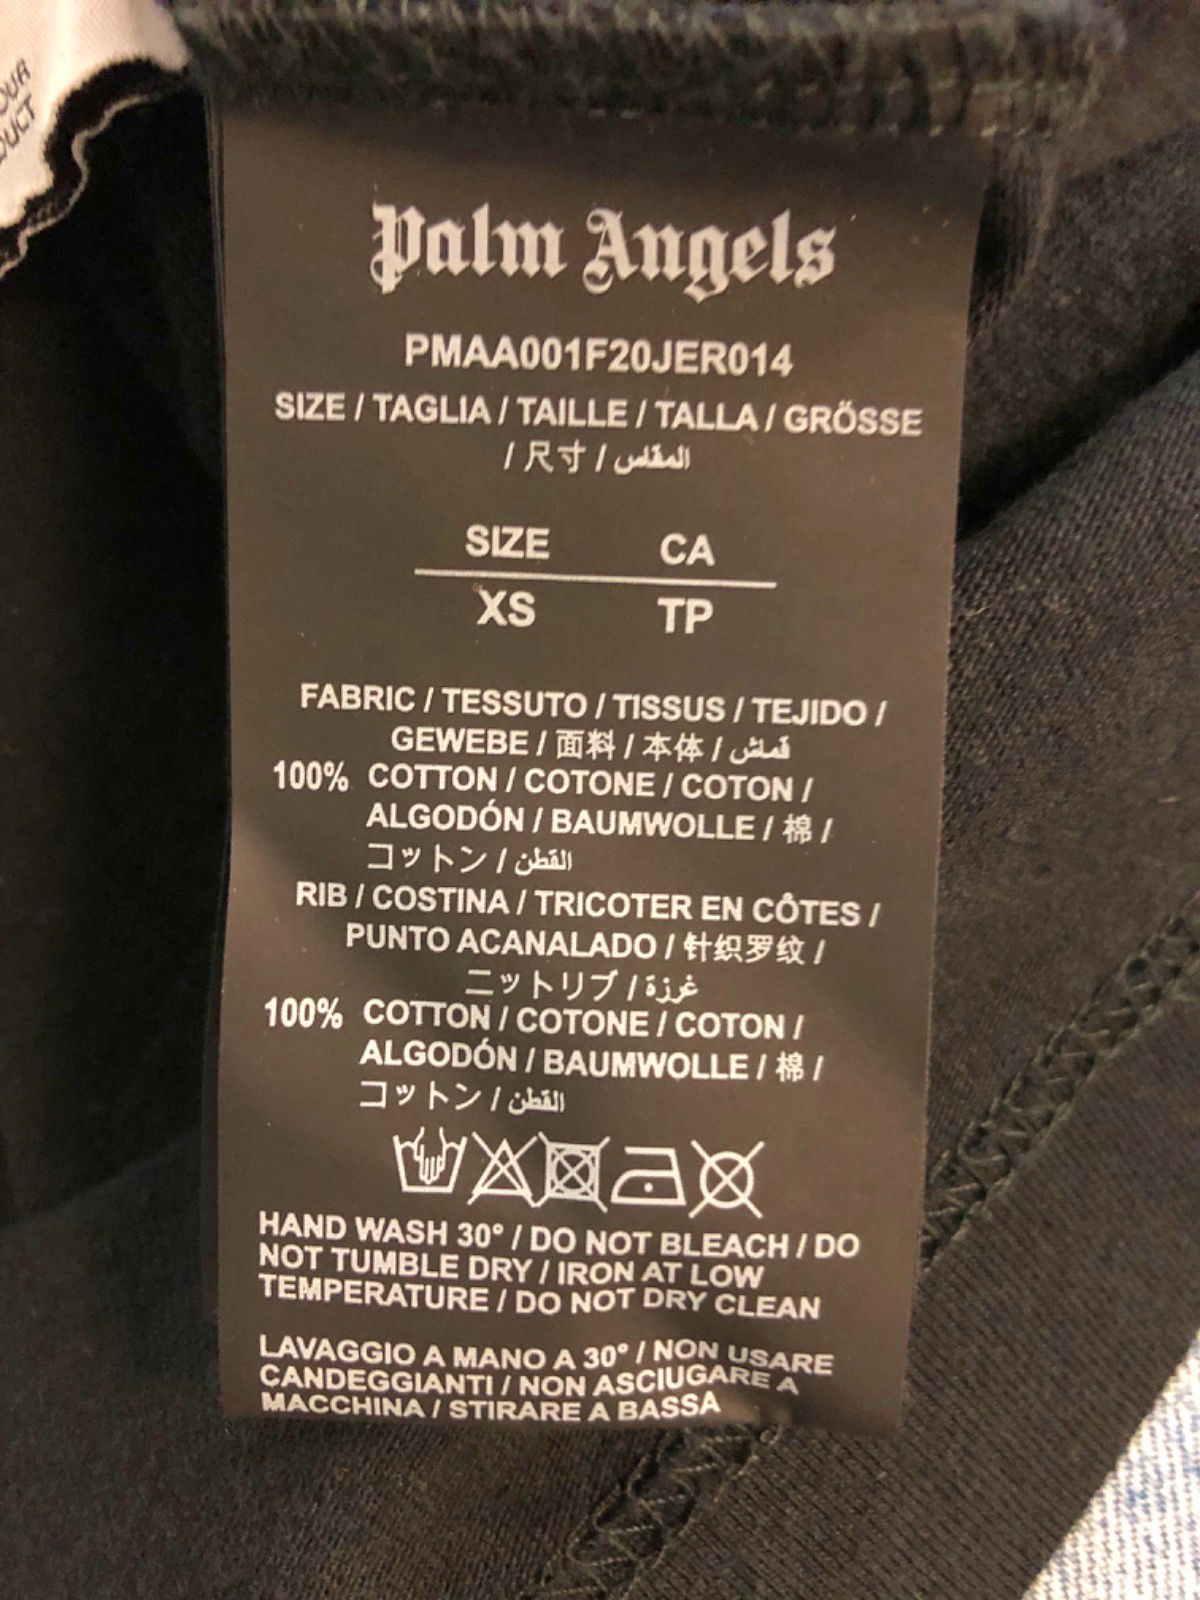 OUR
DUCT
Palm Angels
PMAA001F20JER014
SIZE / TAGLIA / TAILLE / TALLA / GRÖSSE
/ 尺寸 / المقاس
SIZE CA
XS TP
FABRIC / TESSUTO / TISSUS / TEJIDO /
GEWEBE / 面料 / 本体 / قماش
100% COTTON / COTONE / COTON /
ALGODÓN / BAUMWOLLE / 棉 /
コットン / القطن
RIB / COSTINA / TRICOTER EN CÔTES /
PUNTO ACANALADO / 针织罗纹 /
ニットリブ / غرزة
100% COTTON / COTONE / COTON /
ALGODÓN / BAUMWOLLE / 棉 /
コットン / القطن
HAND WASH 30° / DO NOT BLEACH / DO
NOT TUMBLE DRY / IRON AT LOW
TEMPERATURE / DO NOT DRY CLEAN
LAVAGGIO A MANO A 30° / NON USARE
CANDEGGIANTI / NON ASCIUGARE A
MACCHINA / STIRARE A BASSA